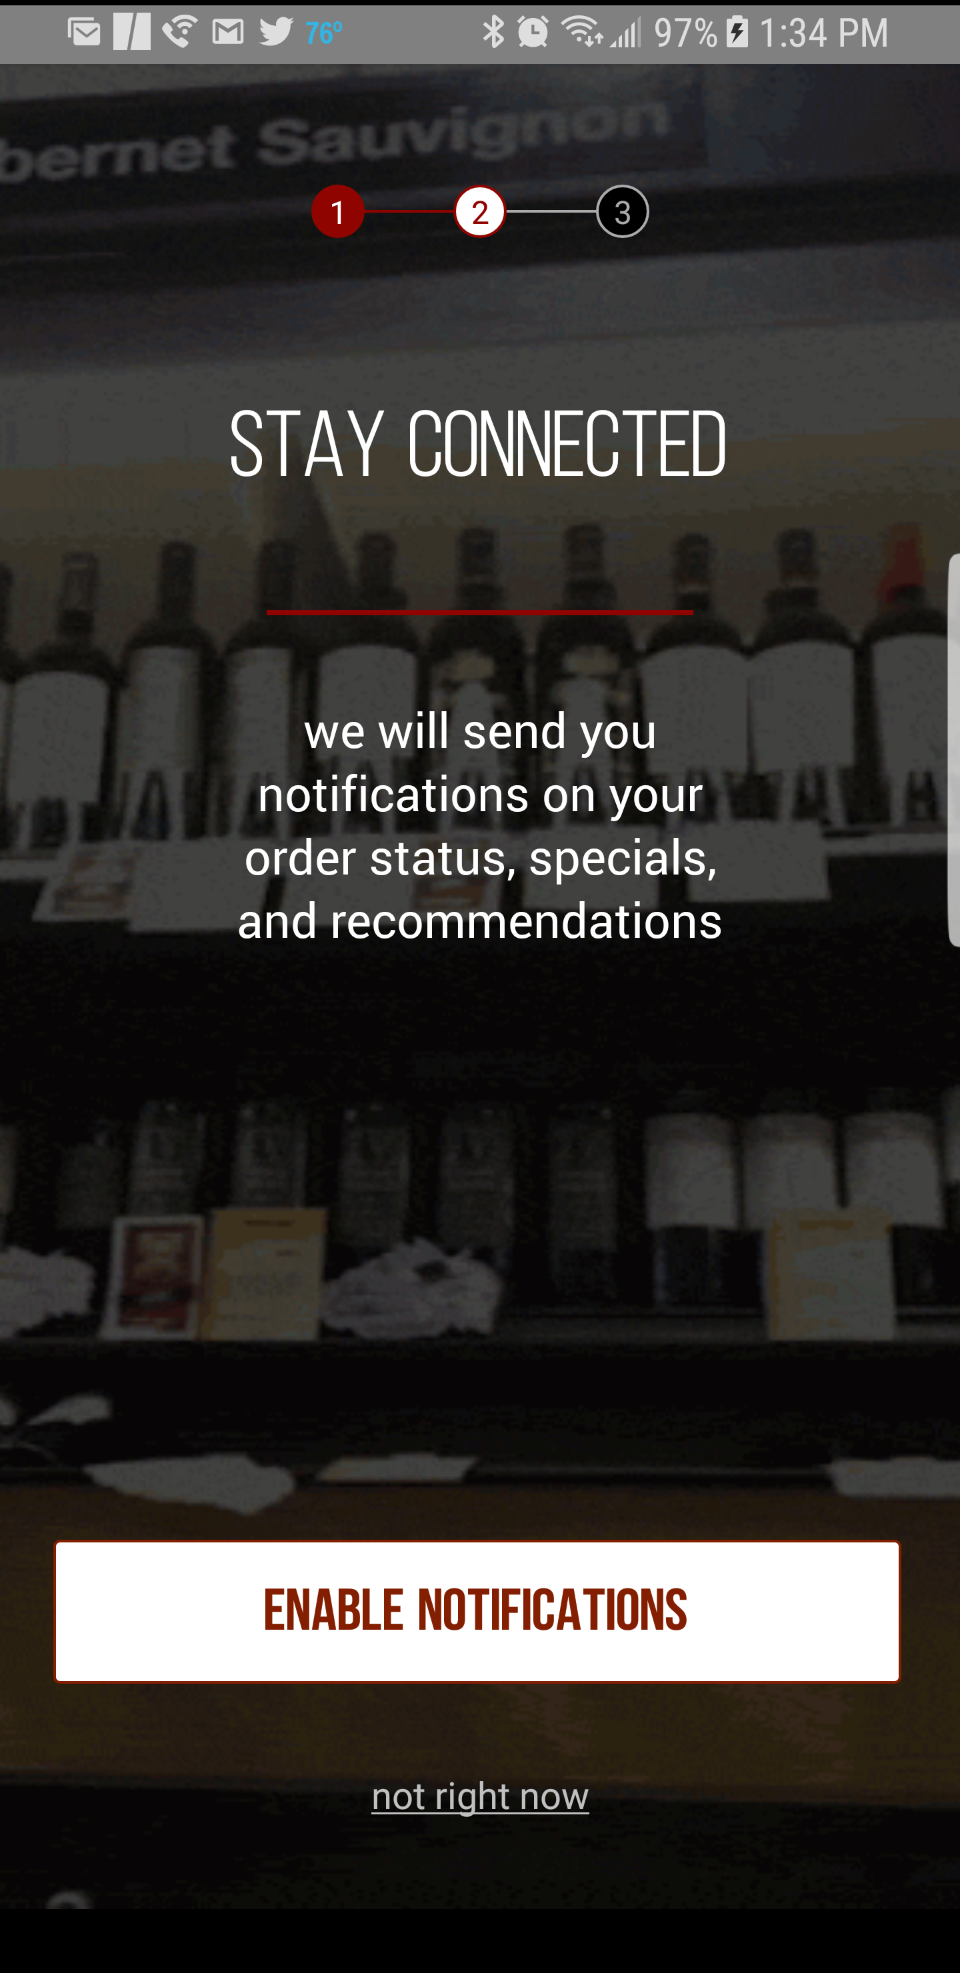 76° 97% 1:34 PM
bernet Sauvignon
1 2 3
STAY CONNECTED
we will send you
notifications on your
order status, specials,
and recommendations
ENABLE NOTIFICATIONS
not right now